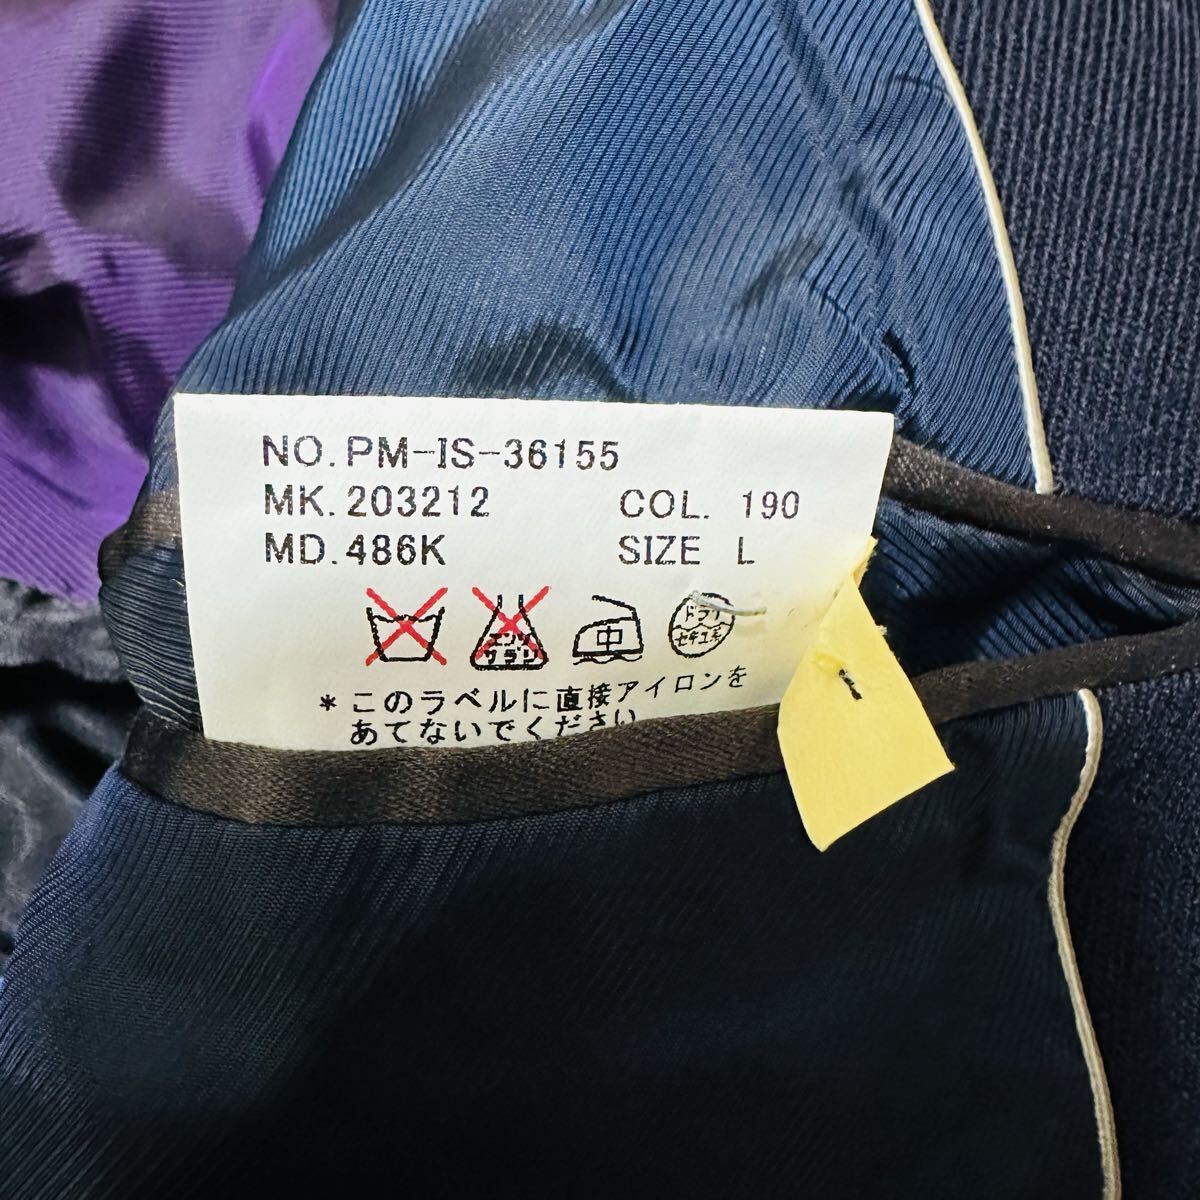 NO.PM-IS-36155
MK.203212 COL. 190
MD.486K SIZE L
エンソ
サラシ
中
ドライ
セキユ系
*このラベルに直接アイロンを
あてないでください